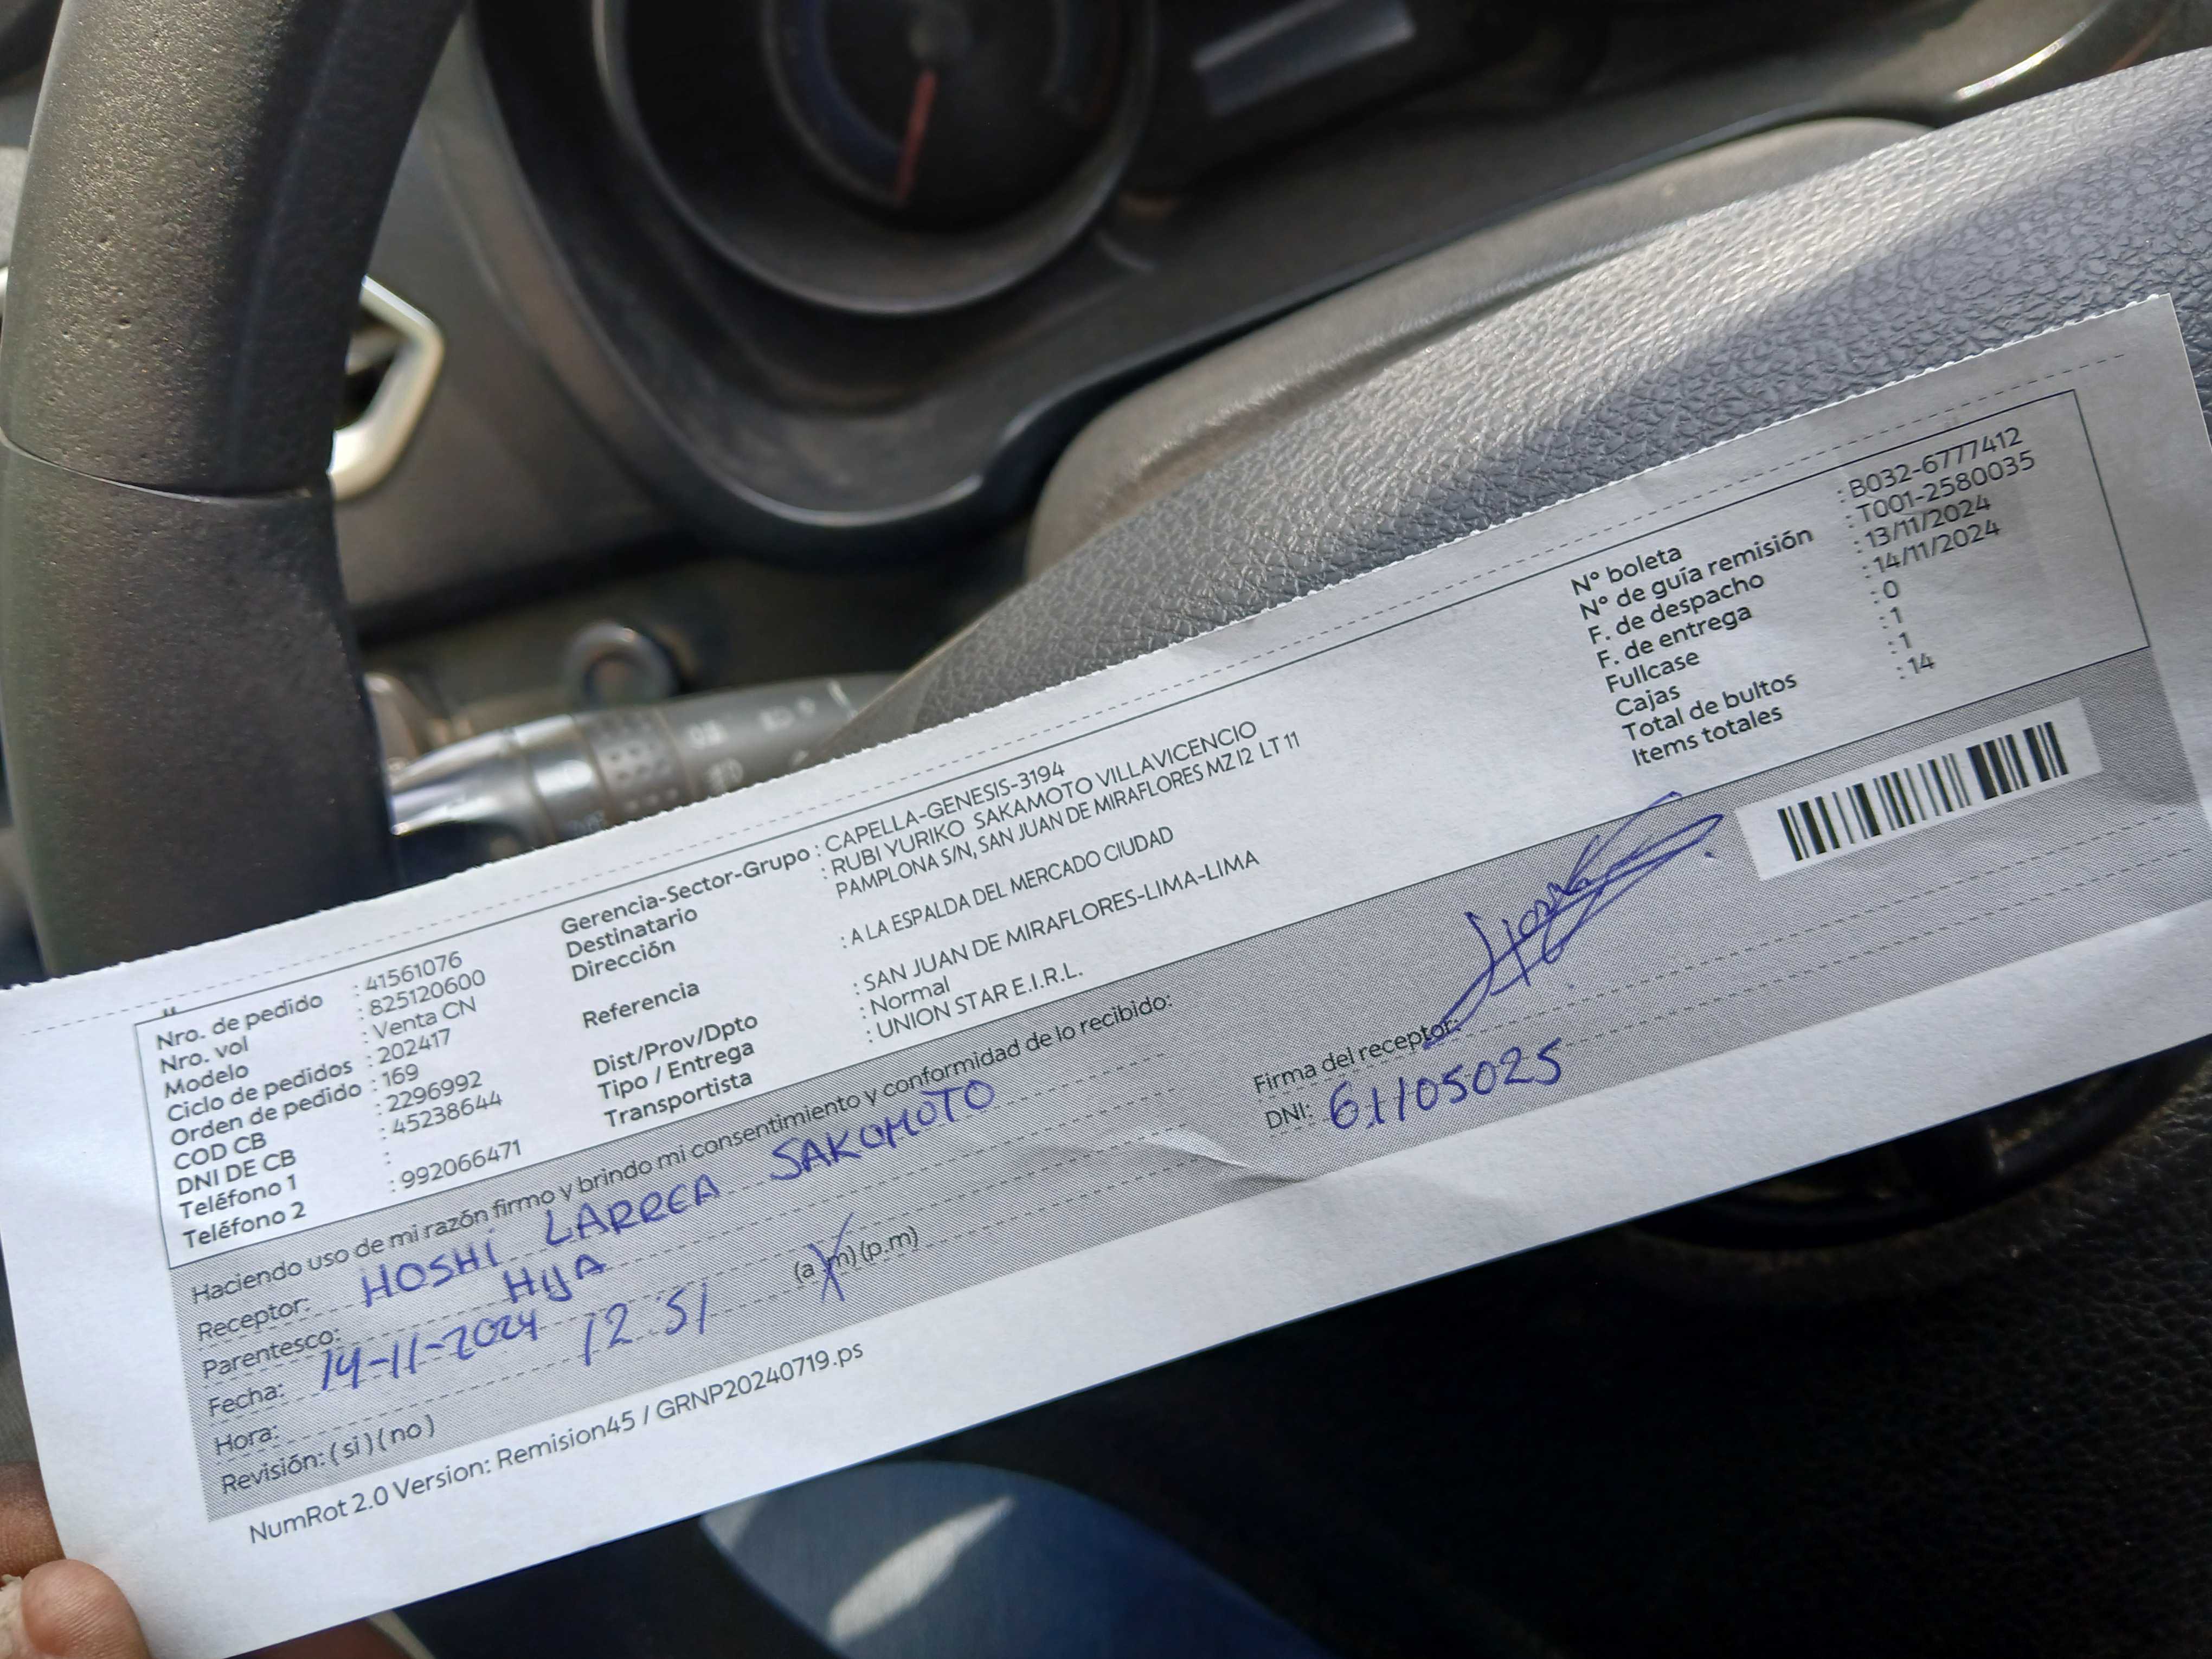 Nro. de pedido : 41561076
Nro. vol : 825120600
Modelo : Venta CN
Ciclo de pedidos : 202417
Orden de pedido : 169
COD CB : 2296992
DNI DE CB : 45238644
Teléfono 1 :
Teléfono 2 : 992066471
Gerencia-Sector-Grupo : CAPELLA-GENESIS-3194
Destinatario : RUBI YURIKO SAKAMOTO VILLAVICENCIO
Dirección PAMPLONA S/N, SAN JUAN DE MIRAFLORES MZ I2 LT 11
Referencia : A LA ESPALDA DEL MERCADO CIUDAD
Dist/Prov/Dpto : SAN JUAN DE MIRAFLORES-LIMA-LIMA
Tipo / Entrega : Normal
Transportista : UNION STAR E.I.R.L.
N° boleta : B032-6777412
N° de guía remisión : T001-2580035
F. de despacho : 13/11/2024
F. de entrega : 14/11/2024
Fullcase : 0
Cajas : 1
Total de bultos : 1
Items totales : 14
Haciendo uso de mi razón firmo y brindo mi consentimiento y conformidad de lo recibido:
Receptor: HOSHI LARREA SAKOMOTO
Parentesco: HIJA
Fecha: 14-11-2024
Hora: 12 51 (a m) (p.m)
Revisión: ( si ) ( no )
Firma del receptor:
DNI: 61105025
NumRot 2.0 Version: Remision45 / GRNP20240719.ps